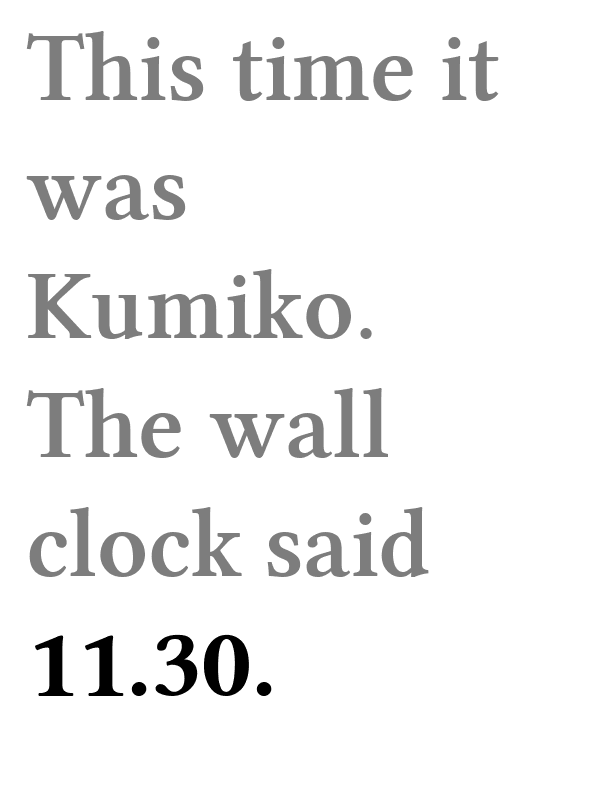 This time it
was
Kumiko.
The wall
clock said
11.30.